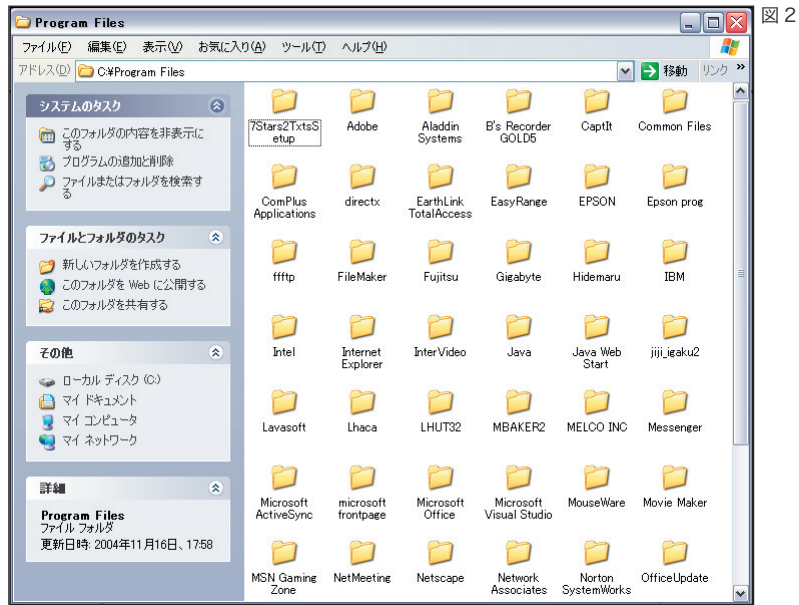 Program Files
図2
ファイル(F) 編集(E) 表示(V) お気に入り(A) ツール(T) ヘルプ(H)
アドレス(D) C:¥Program Files 移動 リンク »
システムのタスク
このフォルダの内容を非表示に
する
プログラムの追加と削除
ファイルまたはフォルダを検索す
る
ファイルとフォルダのタスク
新しいフォルダを作成する
このフォルダを Web に公開する
このフォルダを共有する
その他
ローカル ディスク (C:)
マイ ドキュメント
マイ コンピュータ
マイ ネットワーク
詳細
Program Files
ファイル フォルダ
更新日時: 2004年11月16日、17:58
7Stars2TxtsS
etup
Adobe
Aladdin
Systems
B's Recorder
GOLD5
CaptIt
Common Files
ComPlus
Applications
directx
EarthLink
TotalAccess
EasyRange
EPSON
Epson prog
ffftp
FileMaker
Fujitsu
Gigabyte
Hidemaru
IBM
Intel
Internet
Explorer
InterVideo
Java
Java Web
Start
jiji_igaku2
Lavasoft
Lhaca
LHUT32
MBAKER2
MELCO INC
Messenger
Microsoft
ActiveSync
microsoft
frontpage
Microsoft
Office
Microsoft
Visual Studio
MouseWare
Movie Maker
MSN Gaming
Zone
NetMeeting
Netscape
Network
Associates
Norton
SystemWorks
OfficeUpdate